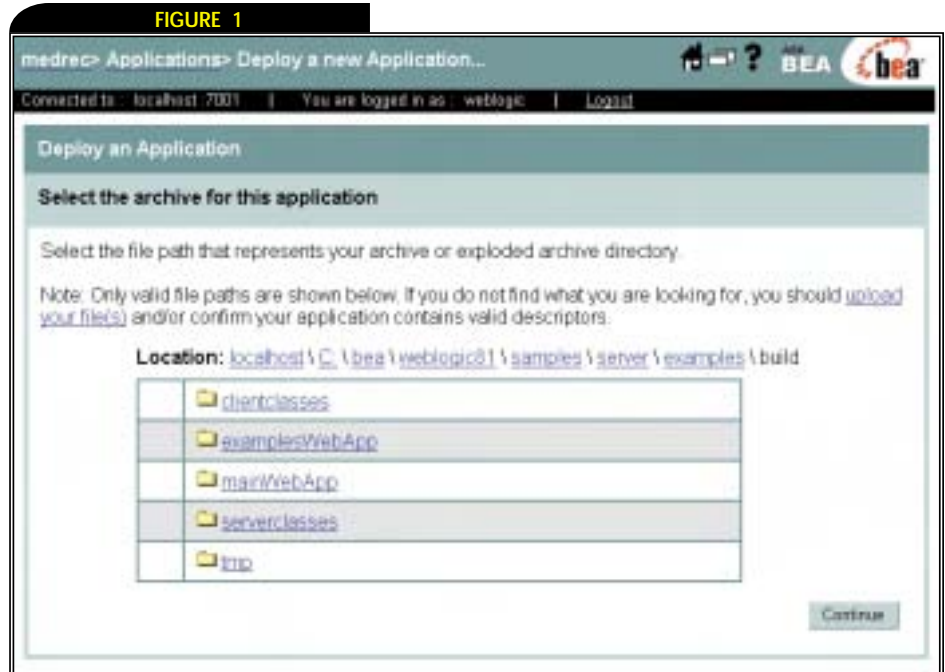 FIGURE 1
medrec> Applications> Deploy a new Application...
? Ask BEA bea
Connected to : localhost 7001 | You are logged in as : weblogic | Logout
Deploy an Application
Select the archive for this application
Select the file path that represents your archive or exploded archive directory.
Note: Only valid file paths are shown below. If you do not find what you are looking for, you should upload
your file(s) and/or confirm your application contains valid descriptors.
Location: localhost \ C: \ bea \ weblogic81 \ samples \ server \ examples \ build
clientclasses
examplesWebApp
mainWebApp
serverclasses
tmp
Continue